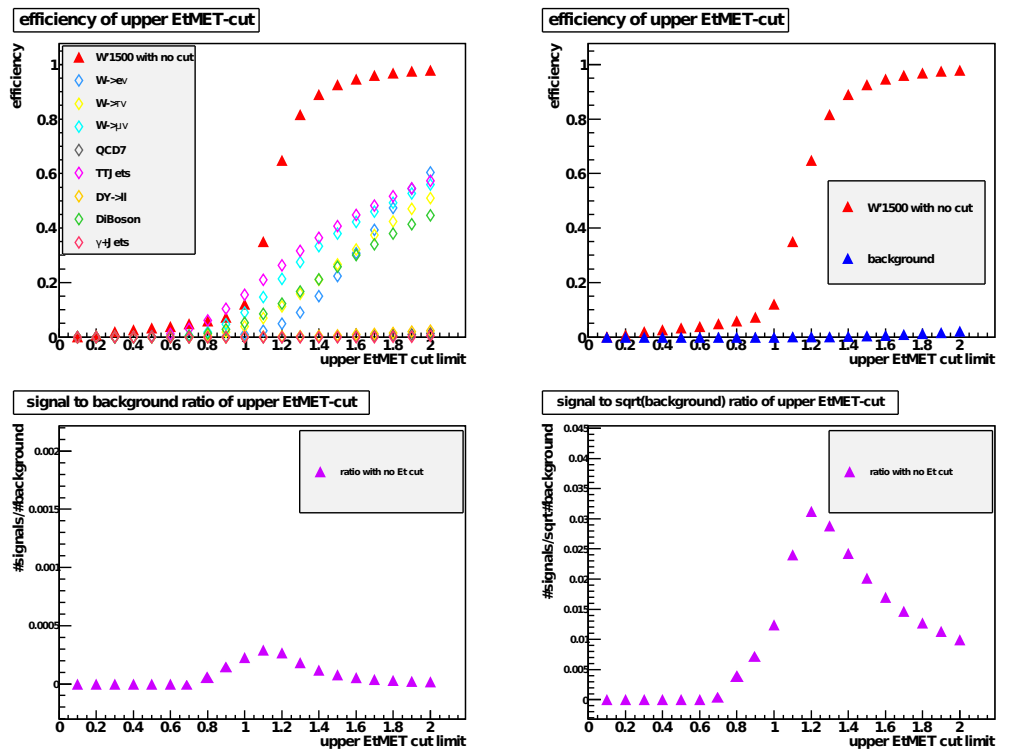 efficiency of upper EtMET-cut
efficiency
1
0.8
0.6
0.4
0.2
0
W'1500 with no cut
W->eν
W->τν
W->μν
QCD7
TTJets
DY->ll
DiBoson
γ+Jets
0 0.2 0.4 0.6 0.8 1 1.2 1.4 1.6 1.8 2
upper EtMET cut limit
efficiency of upper EtMET-cut
efficiency
1
0.8
0.6
0.4
0.2
0
W'1500 with no cut
background
0 0.2 0.4 0.6 0.8 1 1.2 1.4 1.6 1.8 2
upper EtMET cut limit
signal to background ratio of upper EtMET-cut
#signals/#background
0.002
0.0015
0.001
0.0005
0
ratio with no Et cut
0 0.2 0.4 0.6 0.8 1 1.2 1.4 1.6 1.8 2
upper EtMET cut limit
signal to sqrt(background) ratio of upper EtMET-cut
#signals/sqrt#background
0.045
0.04
0.035
0.03
0.025
0.02
0.015
0.01
0.005
0
ratio with no Et cut
0 0.2 0.4 0.6 0.8 1 1.2 1.4 1.6 1.8 2
upper EtMET cut limit